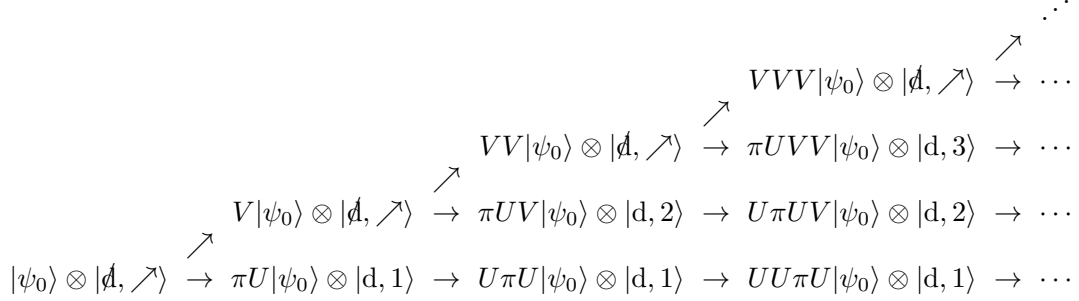 ⋰
↗
VVV|ψ₀⟩ ⊗ |d̸, ↗⟩ → ⋯
↗
VV|ψ₀⟩ ⊗ |d̸, ↗⟩ → πUVV|ψ₀⟩ ⊗ |d, 3⟩ → ⋯
↗
V|ψ₀⟩ ⊗ |d̸, ↗⟩ → πUV|ψ₀⟩ ⊗ |d, 2⟩ → UπUV|ψ₀⟩ ⊗ |d, 2⟩ → ⋯
↗
|ψ₀⟩ ⊗ |d̸, ↗⟩ → πU|ψ₀⟩ ⊗ |d, 1⟩ → UπU|ψ₀⟩ ⊗ |d, 1⟩ → UUπU|ψ₀⟩ ⊗ |d, 1⟩ → ⋯